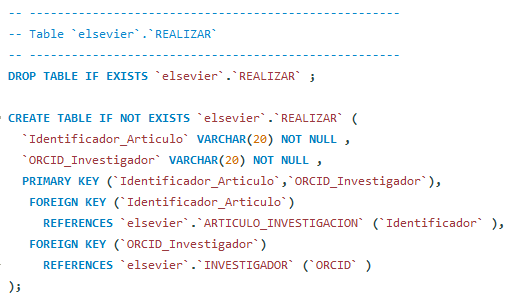 -- -----------------------------------------------------
-- Table `elsevier`.`REALIZAR`
-- -----------------------------------------------------
DROP TABLE IF EXISTS `elsevier`.`REALIZAR` ;
CREATE TABLE IF NOT EXISTS `elsevier`.`REALIZAR` (
`Identificador_Articulo` VARCHAR(20) NOT NULL ,
`ORCID_Investigador` VARCHAR(20) NOT NULL ,
PRIMARY KEY (`Identificador_Articulo`,`ORCID_Investigador`),
FOREIGN KEY (`Identificador_Articulo`)
REFERENCES `elsevier`.`ARTICULO_INVESTIGACION` (`Identificador` ),
FOREIGN KEY (`ORCID_Investigador`)
REFERENCES `elsevier`.`INVESTIGADOR` (`ORCID` )
);